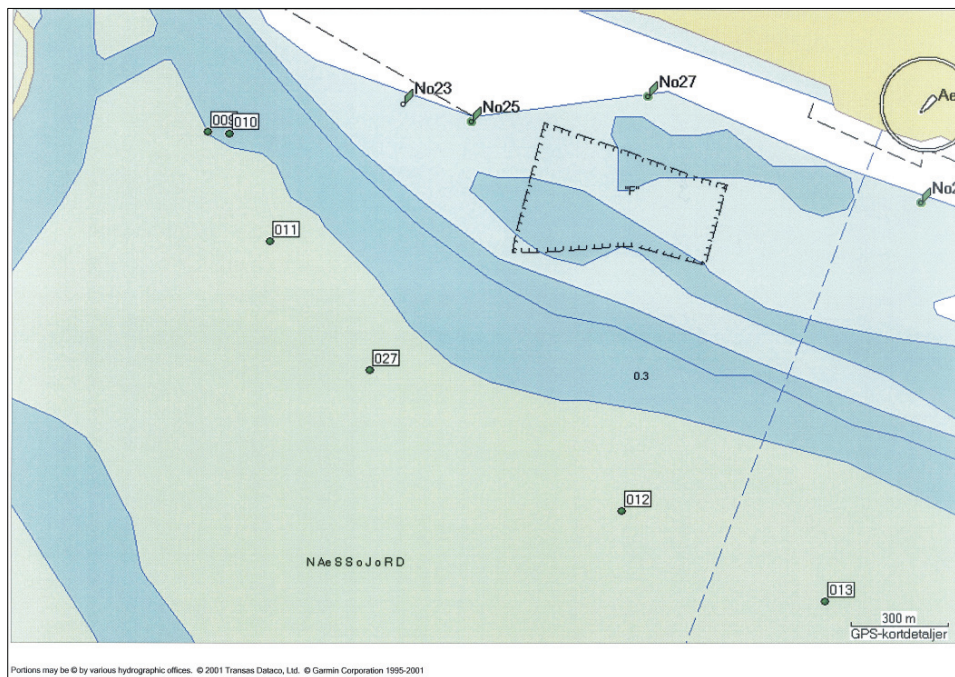 No23
No27
No25
Ae
009
010
"F"
No2
011
027
0.3
012
NAeSSoJoRD
013
300 m
GPS-kortdetaljer
Portions may be © by various hydrographic offices. © 2001 Transas Dataco, Ltd. © Garmin Corporation 1995-2001